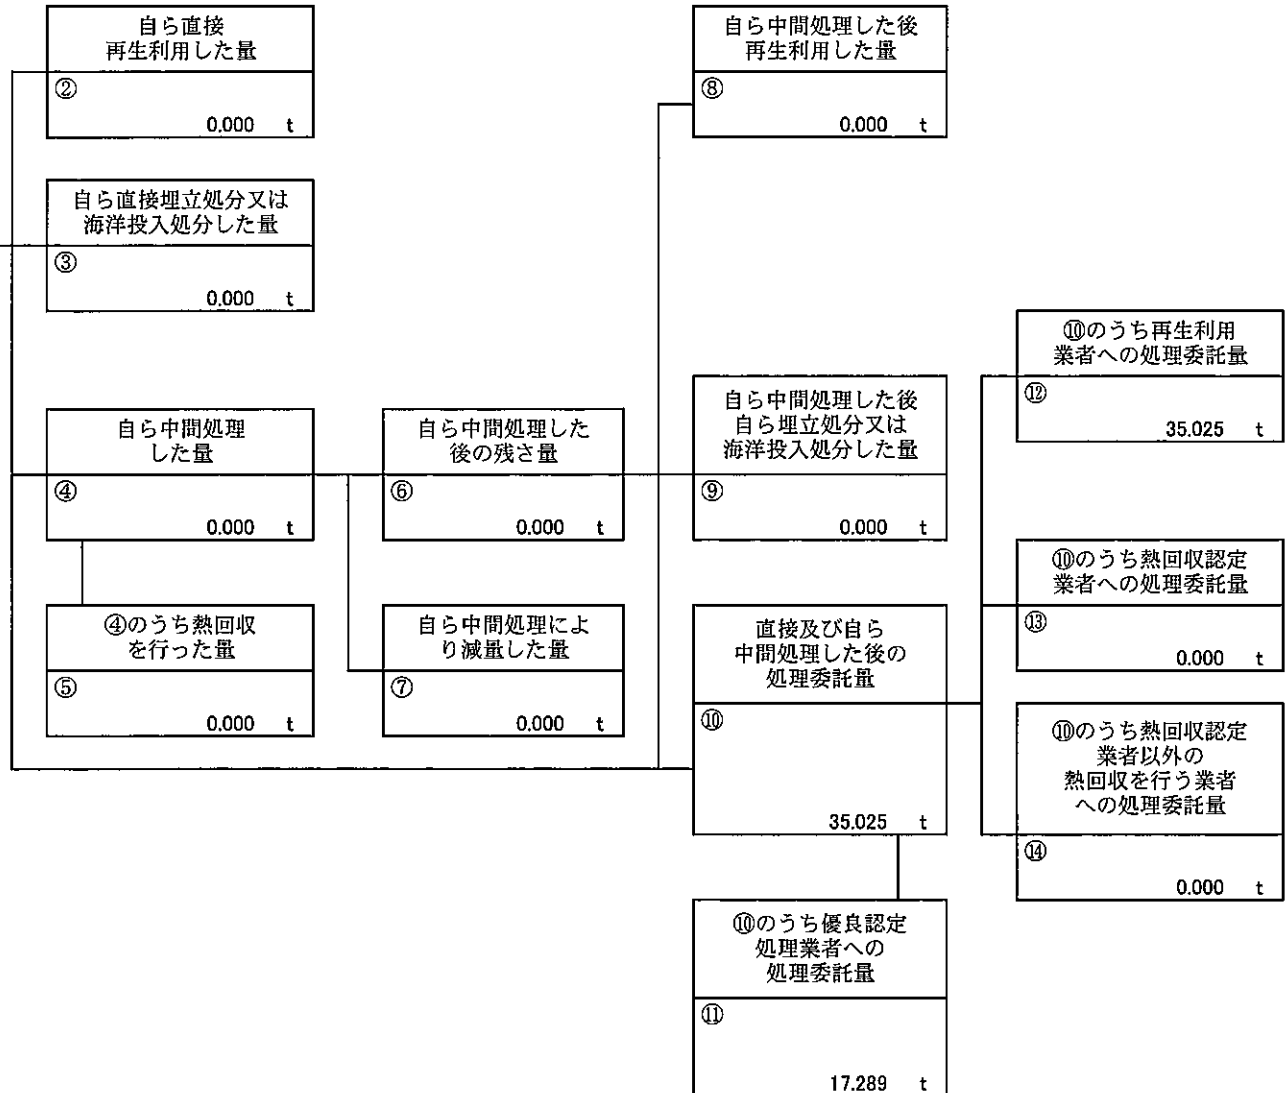 自ら直接
再生利用した量
②
0.000 t
自ら中間処理した後
再生利用した量
⑧
0.000 t
自ら直接埋立処分又は
海洋投入処分した量
③
0.000 t
⑩のうち再生利用
業者への処理委託量
⑫
35.025 t
自ら中間処理
した量
④
0.000 t
自ら中間処理した
後の残さ量
⑥
0.000 t
自ら中間処理した後
自ら埋立処分又は
海洋投入処分した量
⑨
0.000 t
⑩のうち熱回収認定
業者への処理委託量
⑬
0.000 t
④のうち熱回収
を行った量
⑤
0.000 t
自ら中間処理によ
り減量した量
⑦
0.000 t
直接及び自ら
中間処理した後の
処理委託量
⑩
35.025 t
⑩のうち熱回収認定
業者以外の
熱回収を行う業者
への処理委託量
⑭
0.000 t
⑩のうち優良認定
処理業者への
処理委託量
⑪
17.289 t